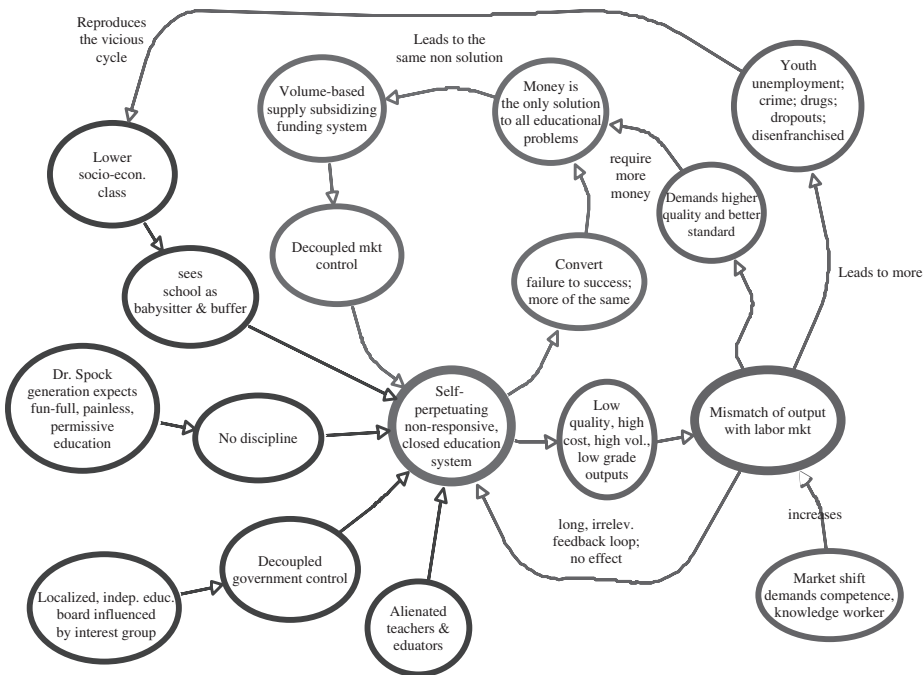 Reproduces
the vicious
cycle
Leads to the
same non solution
Volume-based
supply subsidizing
funding system
Money is
the only solution
to all educational
problems
Youth
unemployment;
crime; drugs;
dropouts;
disenfranchised
Lower
socio-econ.
class
require
more
money
Demands higher
quality and better
standard
Decoupled mkt
control
sees
school as
babysitter & buffer
Convert
failure to success;
more of the same
Leads to more
Dr. Spock
generation expects
fun-full, painless,
permissive
education
No discipline
Self-
perpetuating
non-responsive,
closed education
system
Low
quality, high
cost, high vol.,
low grade
outputs
Mismatch of output
with labor mkt
long, irrelev.
feedback loop;
no effect
increases
Decoupled
government control
Localized, indep. educ.
board influenced
by interest group
Alienated
teachers &
eduators
Market shift
demands competence,
knowledge worker